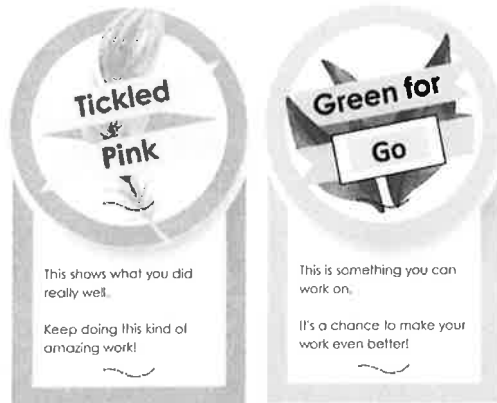 Tickled
Pink
This shows what you did
really well.
Keep doing this kind of
amazing work!
Green for
Go
This is something you can
work on.
It's a chance to make your
work even better!